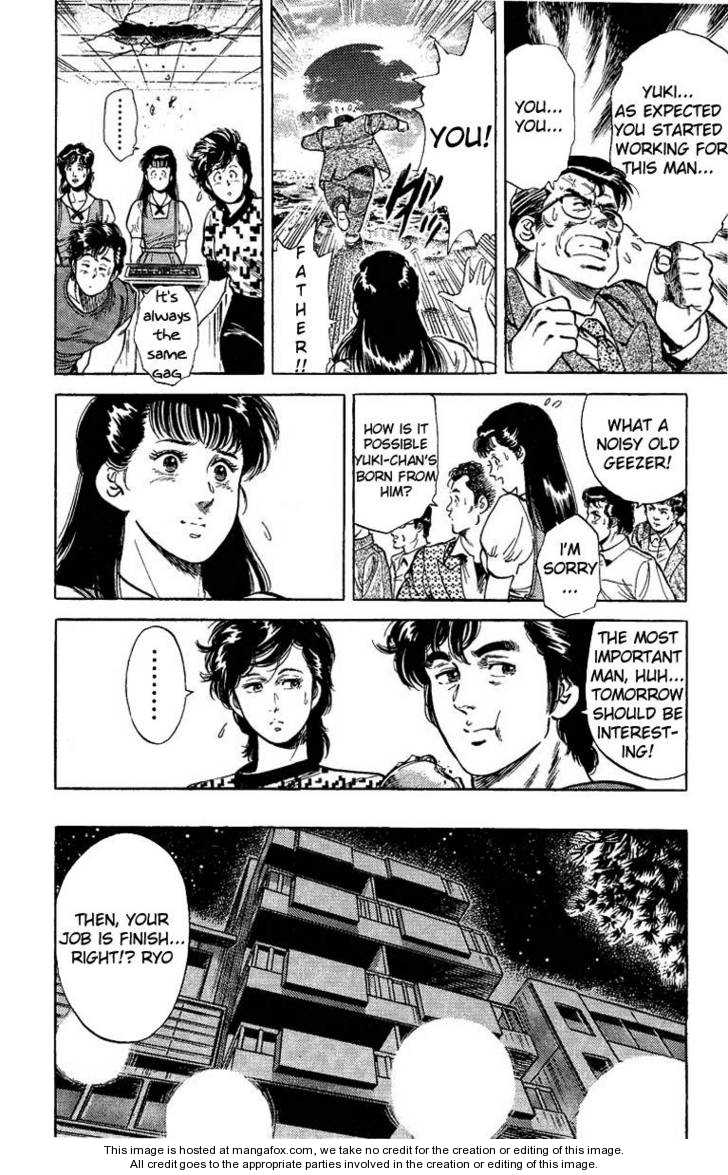 YUKI...
AS EXPECTED
YOU STARTED
WORKING FOR
THIS MAN...
YOU...
YOU...
YOU!
FATHER!!
It's
always
the
same
GAG
WHAT A
NOISY OLD
GEEZER!
I'M
SORRY
...
HOW IS IT
POSSIBLE
YUKI-CHAN'S
BORN FROM
HIM?
THE MOST
IMPORTANT
MAN, HUH...
TOMORROW
SHOULD BE
INTEREST-
ING!
THEN, YOUR
JOB IS FINISH...
RIGHT!? RYO
This image is hosted at mangafox.com, we take no credit for the creation or editing of this image.
All credit goes to the appropriate parties involved in the creation and editing of this image.